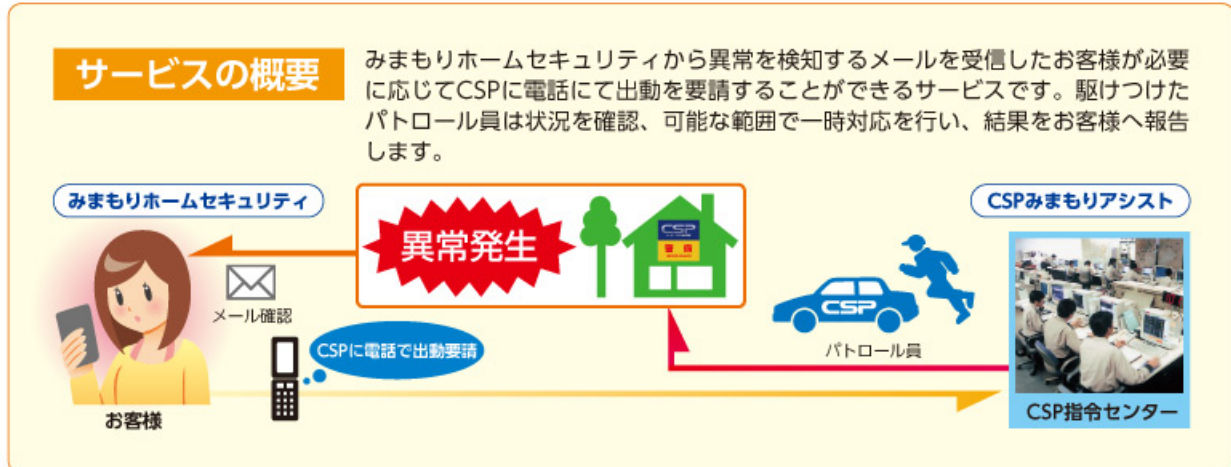 サービスの概要
みまもりホームセキュリティから異常を検知するメールを受信したお客様が必要
に応じてCSPに電話にて出動を要請することができるサービスです。駆けつけた
パトロール員は状況を確認、可能な範囲で一時対応を行い、結果をお客様へ報告
します。
みまもりホームセキュリティ
CSPみまもりアシスト
異常発生
CSP
警備
メール確認
CSP
CSPに電話で出動要請
パトロール員
お客様
CSP指令センター